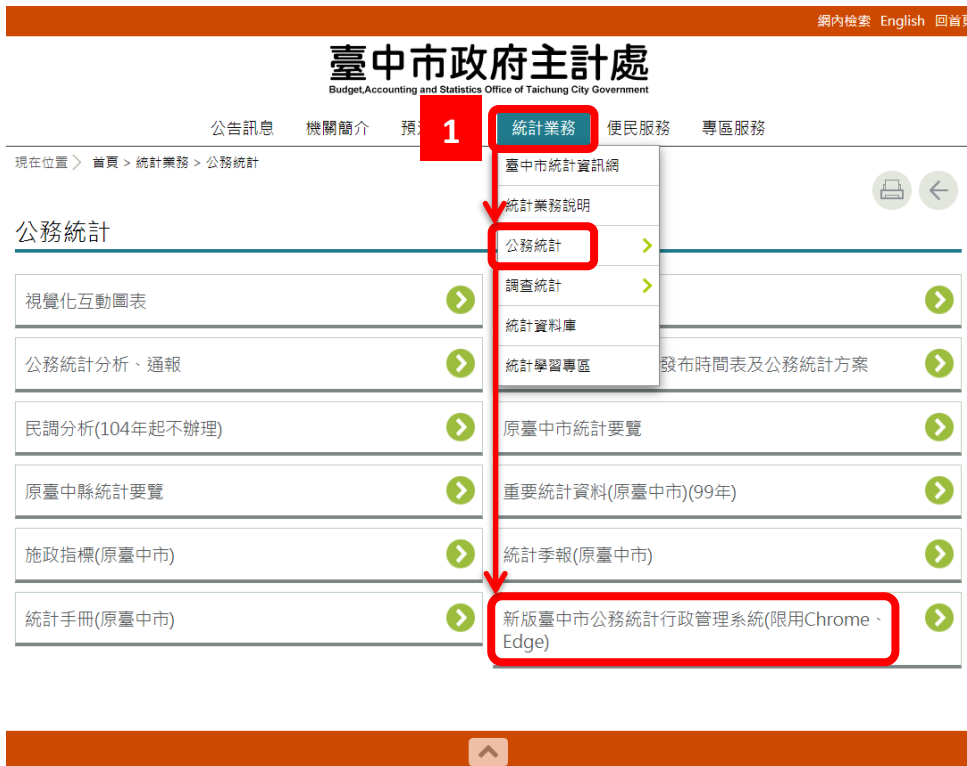 網內檢索 English 回首
臺中市政府主計處
Budget,Accounting and Statistics Office of Taichung City Government
公告訊息 機關簡介 預 1 統計業務 便民服務 專區服務
現在位置 〉 首頁 > 統計業務 > 公務統計
臺中市統計資訊網
統計業務說明
公務統計
公務統計
調查統計
統計資料庫
統計學習專區
視覺化互動圖表
公務統計分析、通報
發布時間表及公務統計方案
民調分析(104年起不辦理)
原臺中市統計要覽
原臺中縣統計要覽
重要統計資料(原臺中市)(99年)
施政指標(原臺中市)
統計季報(原臺中市)
統計手冊(原臺中市)
新版臺中市公務統計行政管理系統(限用Chrome、
Edge)